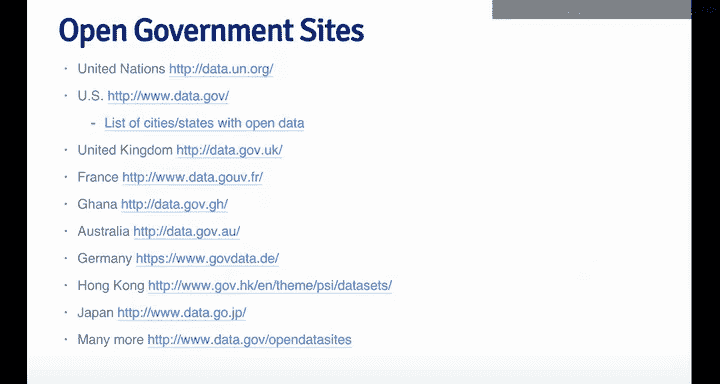 Open Government Sites
· United Nations http://data.un.org/
· U.S. http://www.data.gov/
- List of cities/states with open data
· United Kingdom http://data.gov.uk/
· France http://www.data.gouv.fr/
· Ghana http://data.gov.gh/
· Australia http://data.gov.au/
· Germany https://www.govdata.de/
· Hong Kong http://www.gov.hk/en/theme/psi/datasets/
· Japan http://www.data.go.jp/
· Many more http://www.data.gov/opendatasites